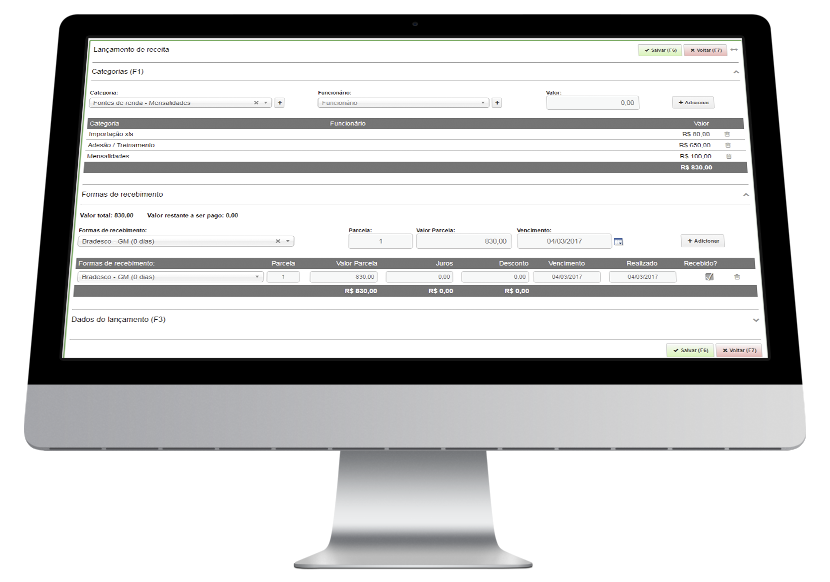 Lançamento de receita
✔ Salvar (F6) ✖ Voltar (F7)
Categorias (F1)
Categoria: Funcionário: Valor:
Fontes de renda - Mensalidades Funcionário 0,00 + Adicionar
Categoria Funcionário Valor
Importação xls R$ 80,00
Adesão / Treinamento R$ 650,00
Mensalidades R$ 100,00
R$ 830,00
Formas de recebimento
Valor total: 830,00 Valor restante a ser pago: 0,00
Formas de recebimento: Parcela: Valor Parcela: Vencimento:
Bradesco - GM (0 dias) 1 830,00 04/03/2017 + Adicionar
Formas de recebimento: Parcela Valor Parcela Juros Desconto Vencimento Realizado Recebido?
Bradesco - GM (0 dias) 1 830,00 0,00 0,00 04/03/2017 04/03/2017
R$ 830,00 R$ 0,00 R$ 0,00
Dados do lançamento (F3)
✔ Salvar (F6) ✖ Voltar (F7)